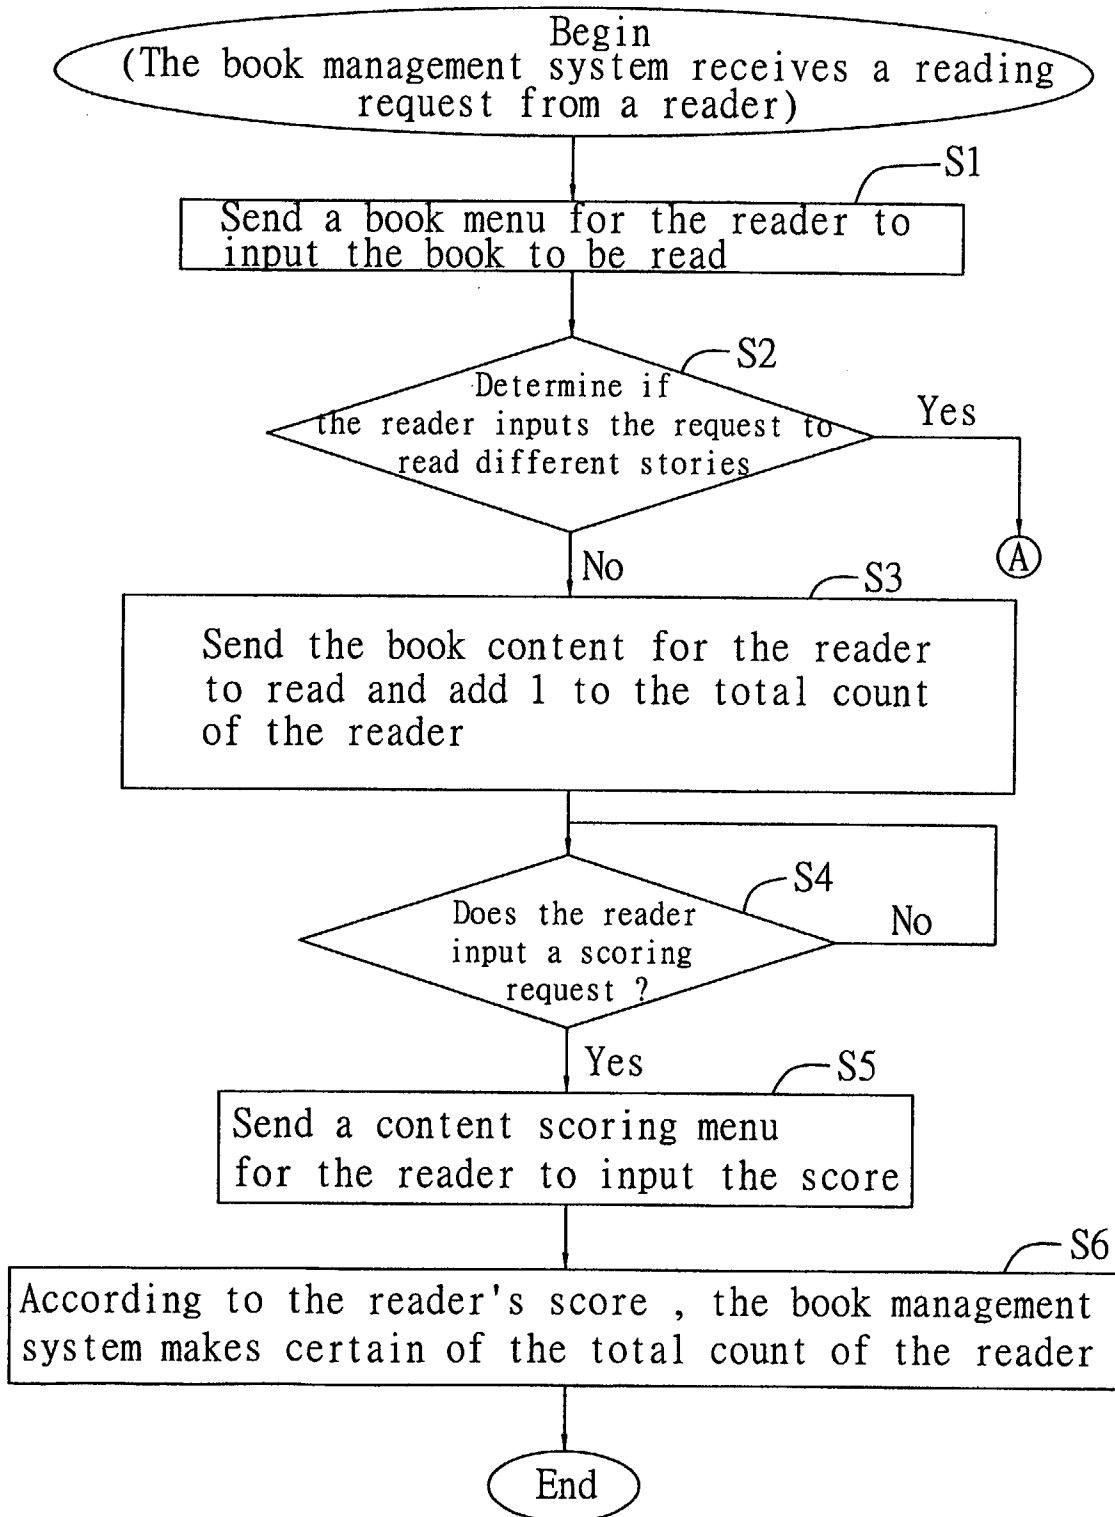 Begin
(The book management system receives a reading
request from a reader)
S1
Send a book menu for the reader to
input the book to be read
S2
Determine if
the reader inputs the request to
read different stories
Yes
A
No
S3
Send the book content for the reader
to read and add 1 to the total count
of the reader
S4
Does the reader
input a scoring
request ?
No
Yes
S5
Send a content scoring menu
for the reader to input the score
S6
According to the reader's score , the book management
system makes certain of the total count of the reader
End